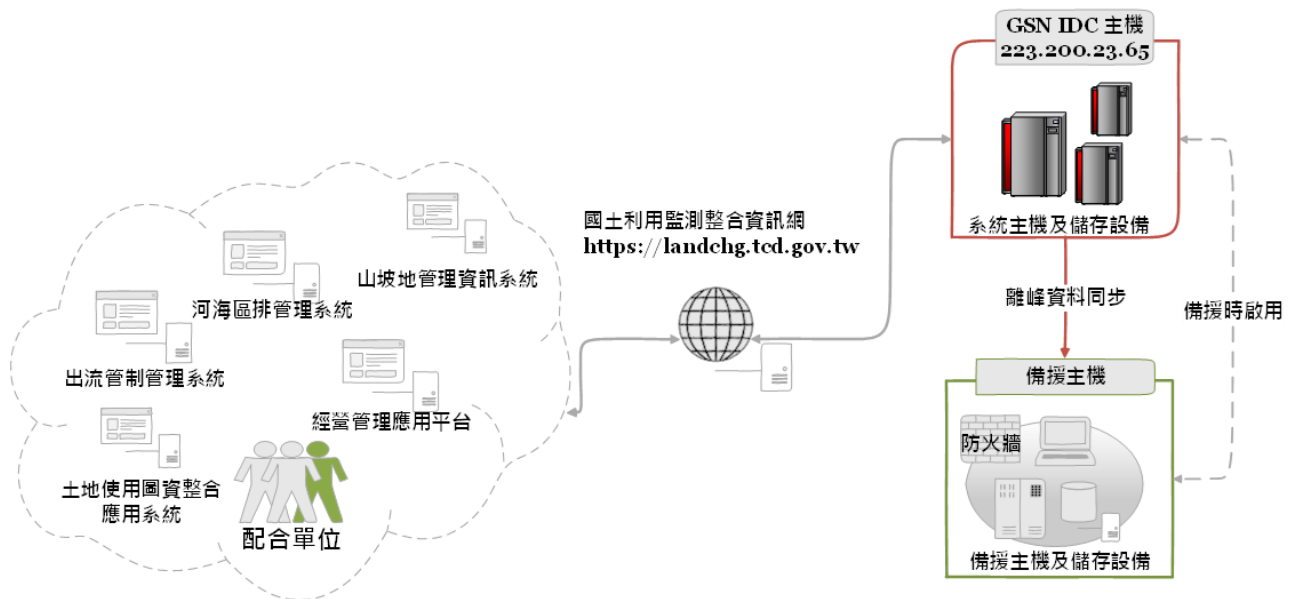 GSN IDC 主機
223.200.23.65
系統主機及儲存設備
國土利用監測整合資訊網
https://landchg.tcd.gov.tw
山坡地管理資訊系統
河海區排管理系統
出流管制管理系統
經營管理應用平台
土地使用圖資整合
應用系統
配合單位
離峰資料同步
備援時啟用
備援主機
防火牆
備援主機及儲存設備